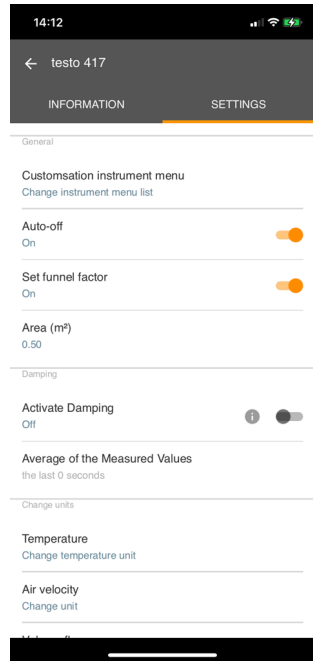 14:12
testo 417
INFORMATION SETTINGS
General
Customsation instrument menu
Change instrument menu list
Auto-off
On
Set funnel factor
On
Area (m²)
0.50
Damping
Activate Damping
Off
Average of the Measured Values
the last 0 seconds
Change units
Temperature
Change temperature unit
Air velocity
Change unit